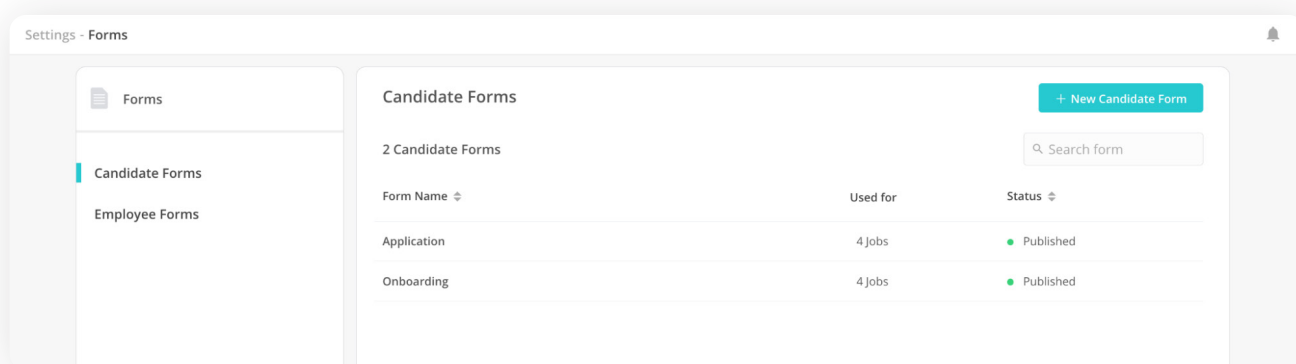 Settings - Forms
Forms
Candidate Forms
Employee Forms
Candidate Forms
+ New Candidate Form
2 Candidate Forms
Search form
Form Name Used for Status
Application 4 Jobs Published
Onboarding 4 Jobs Published